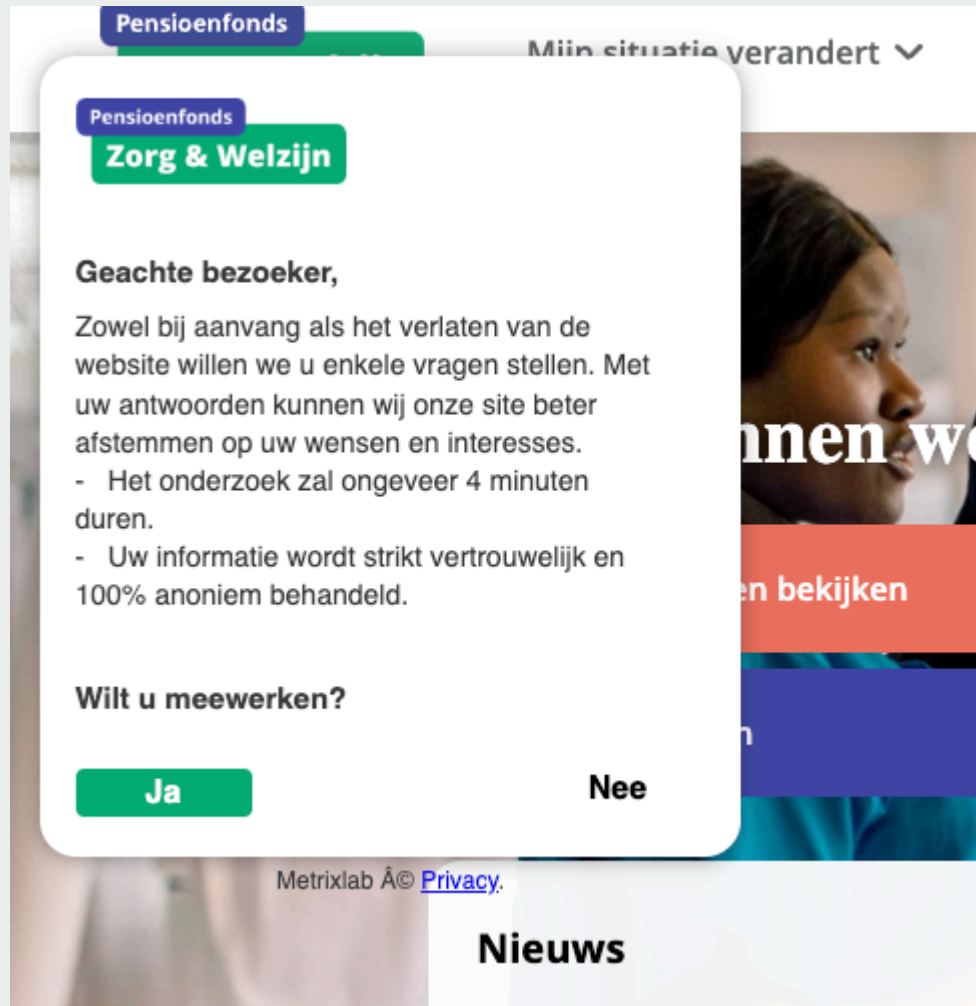 Pensioenfonds
Mijn situatie verandert
Pensioenfonds
Zorg & Welzijn
Geachte bezoeker,
Zowel bij aanvang als het verlaten van de
website willen we u enkele vragen stellen. Met
uw antwoorden kunnen wij onze site beter
afstemmen op uw wensen en interesses.
- Het onderzoek zal ongeveer 4 minuten
duren.
- Uw informatie wordt strikt vertrouwelijk en
100% anoniem behandeld.
bekijken
Wilt u meewerken?
Ja
Nee
Metrixlab Â© Privacy.
Nieuws